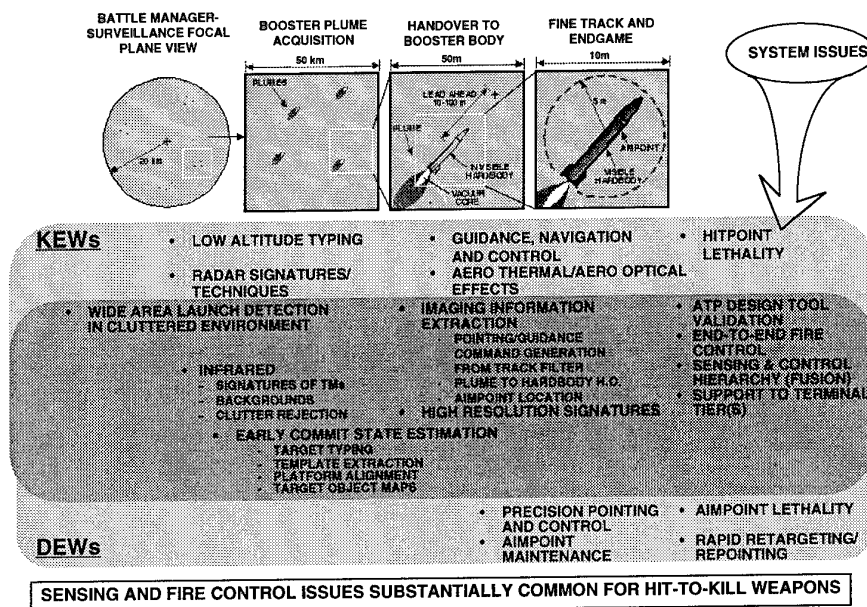 BATTLE MANAGER-
SURVEILLANCE FOCAL
PLANE VIEW
BOOSTER PLUME
ACQUISITION
HANDOVER TO
BOOSTER BODY
FINE TRACK AND
ENDGAME
SYSTEM ISSUES
50 km
50m
10m
PLUMES
LEAD AHEAD
10-100 m
PLUME
INVISIBLE
HARDBODY
VACUUM
CORE
5 m
AIMPOINT
VISIBLE
HARDBODY
KEWs
• LOW ALTITUDE TYPING
• RADAR SIGNATURES/
TECHNIQUES
• GUIDANCE, NAVIGATION
AND CONTROL
• AERO THERMAL/AERO OPTICAL
EFFECTS
• HITPOINT
LETHALITY
• WIDE AREA LAUNCH DETECTION
IN CLUTTERED ENVIRONMENT
• INFRARED
- SIGNATURES OF TMs
- BACKGROUNDS
- CLUTTER REJECTION
• EARLY COMMIT STATE ESTIMATION
- TARGET TYPING
- TEMPLATE EXTRACTION
- PLATFORM ALIGNMENT
- TARGET OBJECT MAPS
• IMAGING INFORMATION
EXTRACTION
- POINTING/GUIDANCE
COMMAND GENERATION
FROM TRACK FILTER
- PLUME TO HARDBODY H.O.
- AIMPOINT LOCATION
• HIGH RESOLUTION SIGNATURES
• ATP DESIGN TOOL
VALIDATION
• END-TO-END FIRE
CONTROL
• SENSING & CONTROL
HIERARCHY (FUSION)
• SUPPORT TO TERMINAL
TIER(S)
DEWs
• PRECISION POINTING
AND CONTROL
• AIMPOINT
MAINTENANCE
• AIMPOINT LETHALITY
• RAPID RETARGETING/
REPOINTING
SENSING AND FIRE CONTROL ISSUES SUBSTANTIALLY COMMON FOR HIT-TO-KILL WEAPONS